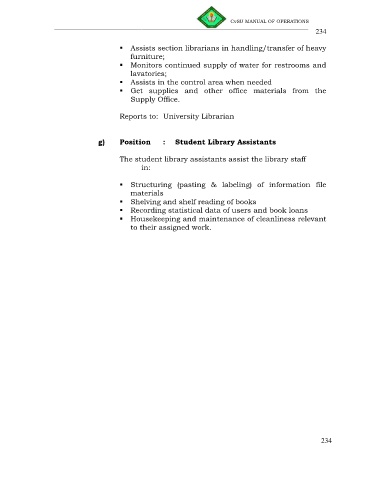 CvSU MANUAL OF OPERATIONS
234
▪ Assists section librarians in handling/transfer of heavy
furniture;
▪ Monitors continued supply of water for restrooms and
lavatories;
▪ Assists in the control area when needed
▪ Get supplies and other office materials from the
Supply Office.
Reports to: University Librarian
g) Position : Student Library Assistants
The student library assistants assist the library staff
in:
▪ Structuring (pasting & labeling) of information file
materials
▪ Shelving and shelf reading of books
▪ Recording statistical data of users and book loans
▪ Housekeeping and maintenance of cleanliness relevant
to their assigned work.
234